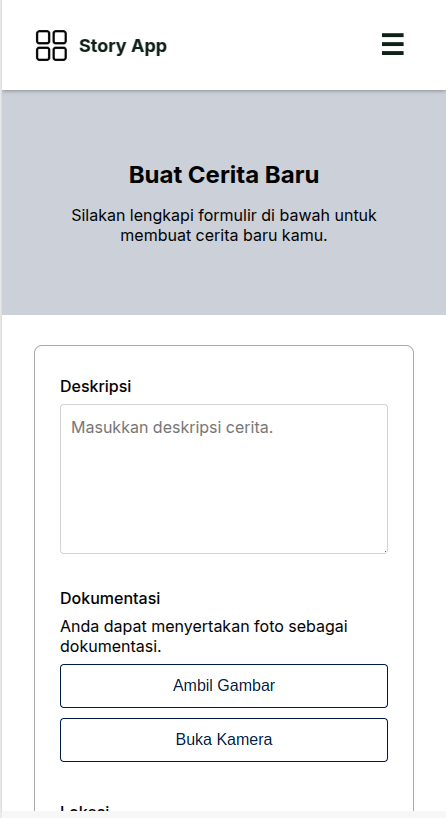 Story App
Buat Cerita Baru
Silakan lengkapi formulir di bawah untuk
membuat cerita baru kamu.
Deskripsi
Masukkan deskripsi cerita.
Dokumentasi
Anda dapat menyertakan foto sebagai
dokumentasi.
Ambil Gambar
Buka Kamera
Lokasi